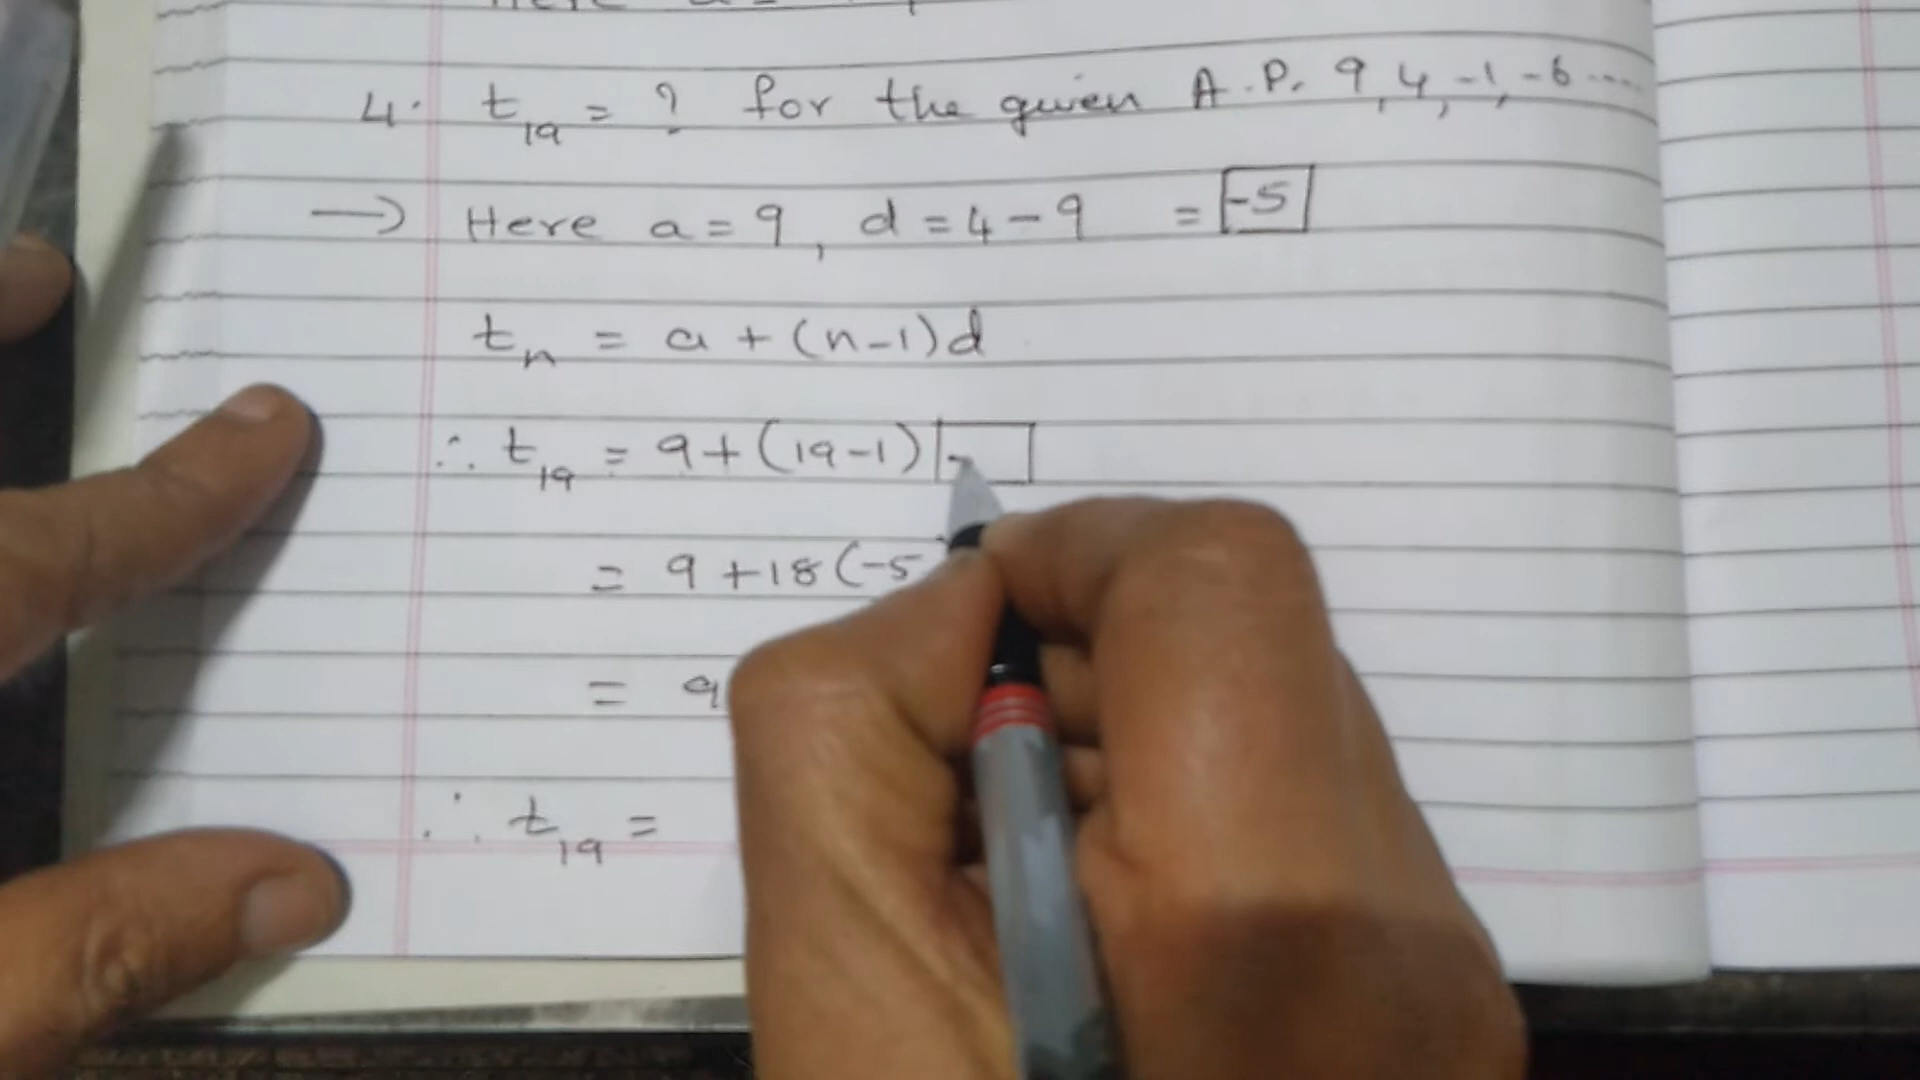 4. t19 = ? for the given A.P. 9, 4, -1, -6 ....
→ Here a = 9, d = 4 - 9 = -5
tn = a + (n-1)d
∴ t19 = 9 + (19-1) -
= 9 + 18 (-5
= 9
∴ t19 =